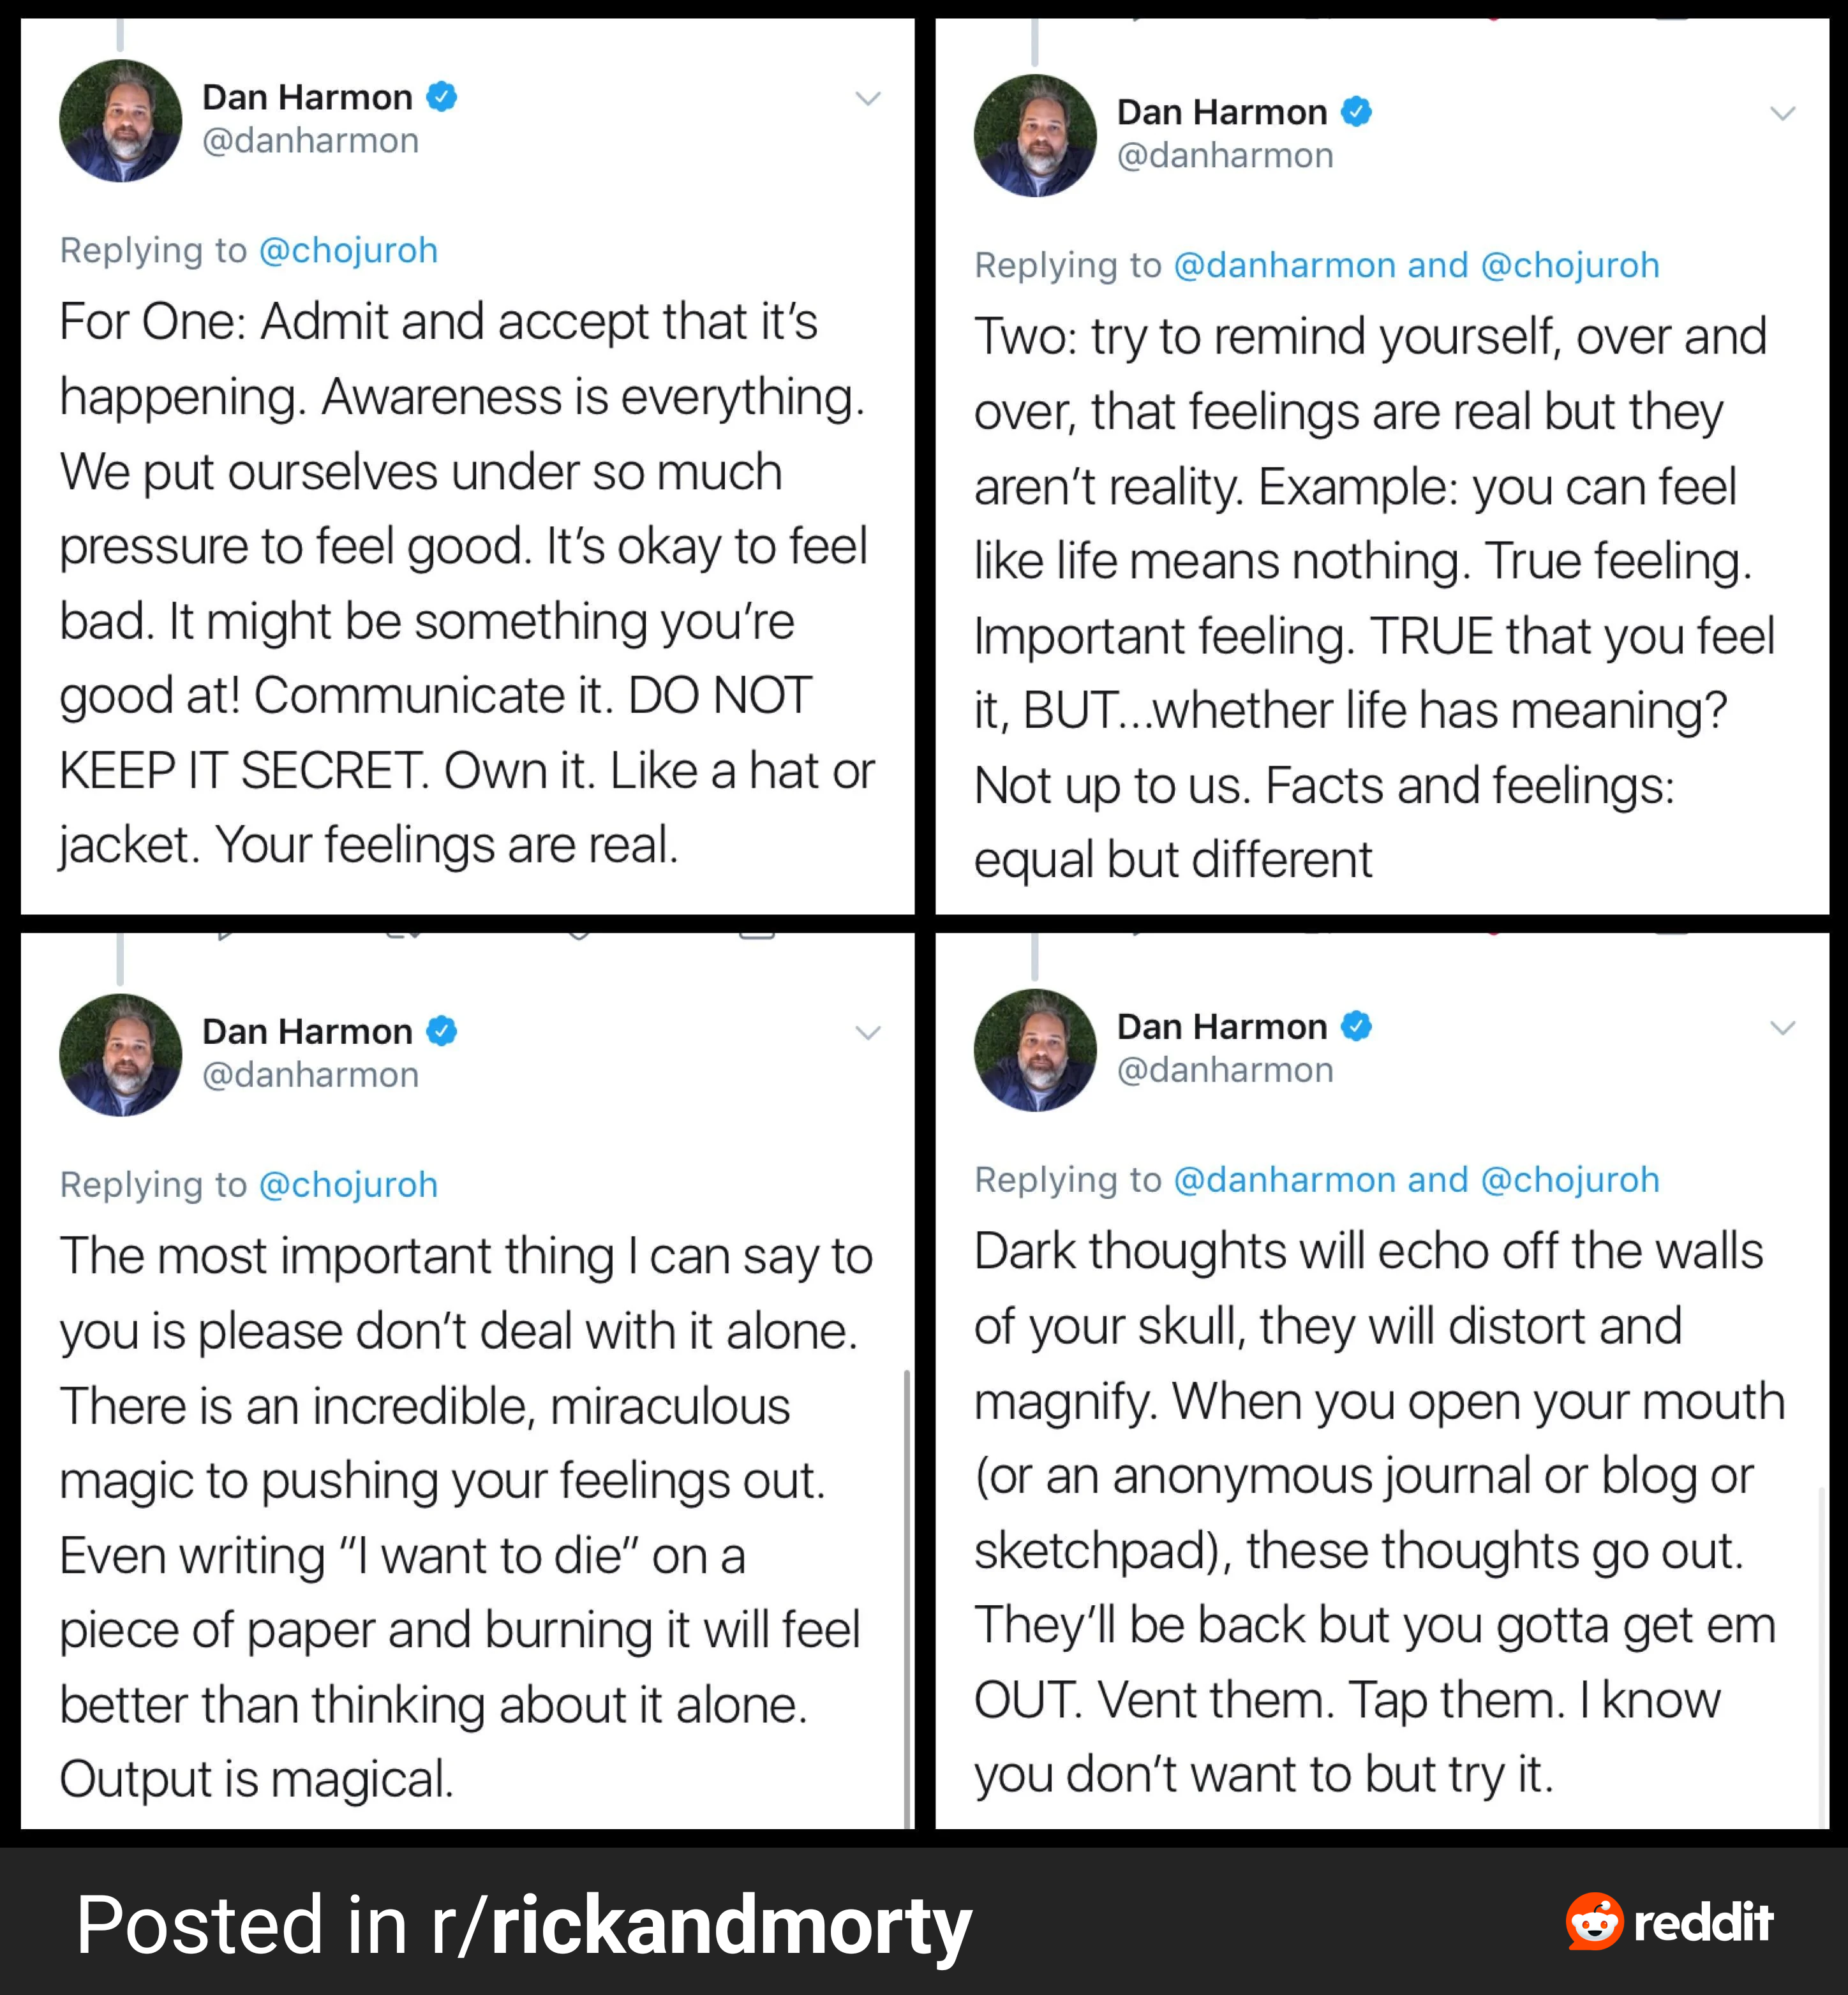 Dan Harmon
@danharmon
Replying to @chojuroh
For One: Admit and accept that it's
happening. Awareness is everything.
We put ourselves under so much
pressure to feel good. It's okay to feel
bad. It might be something you're
good at! Communicate it. DO NOT
KEEP IT SECRET. Own it. Like a hat or
jacket. Your feelings are real.
Dan Harmon
@danharmon
Replying to @danharmon and @chojuroh
Two: try to remind yourself, over and
over, that feelings are real but they
aren't reality. Example: you can feel
like life means nothing. True feeling.
Important feeling. TRUE that you feel
it, BUT...whether life has meaning?
Not up to us. Facts and feelings:
equal but different
Dan Harmon
@danharmon
Replying to @chojuroh
The most important thing I can say to
you is please don't deal with it alone.
There is an incredible, miraculous
magic to pushing your feelings out.
Even writing "I want to die" on a
piece of paper and burning it will feel
better than thinking about it alone.
Output is magical.
Dan Harmon
@danharmon
Replying to @danharmon and @chojuroh
Dark thoughts will echo off the walls
of your skull, they will distort and
magnify. When you open your mouth
(or an anonymous journal or blog or
sketchpad), these thoughts go out.
They'll be back but you gotta get em
OUT. Vent them. Tap them. I know
you don't want to but try it.
Posted in r/rickandmorty
reddit